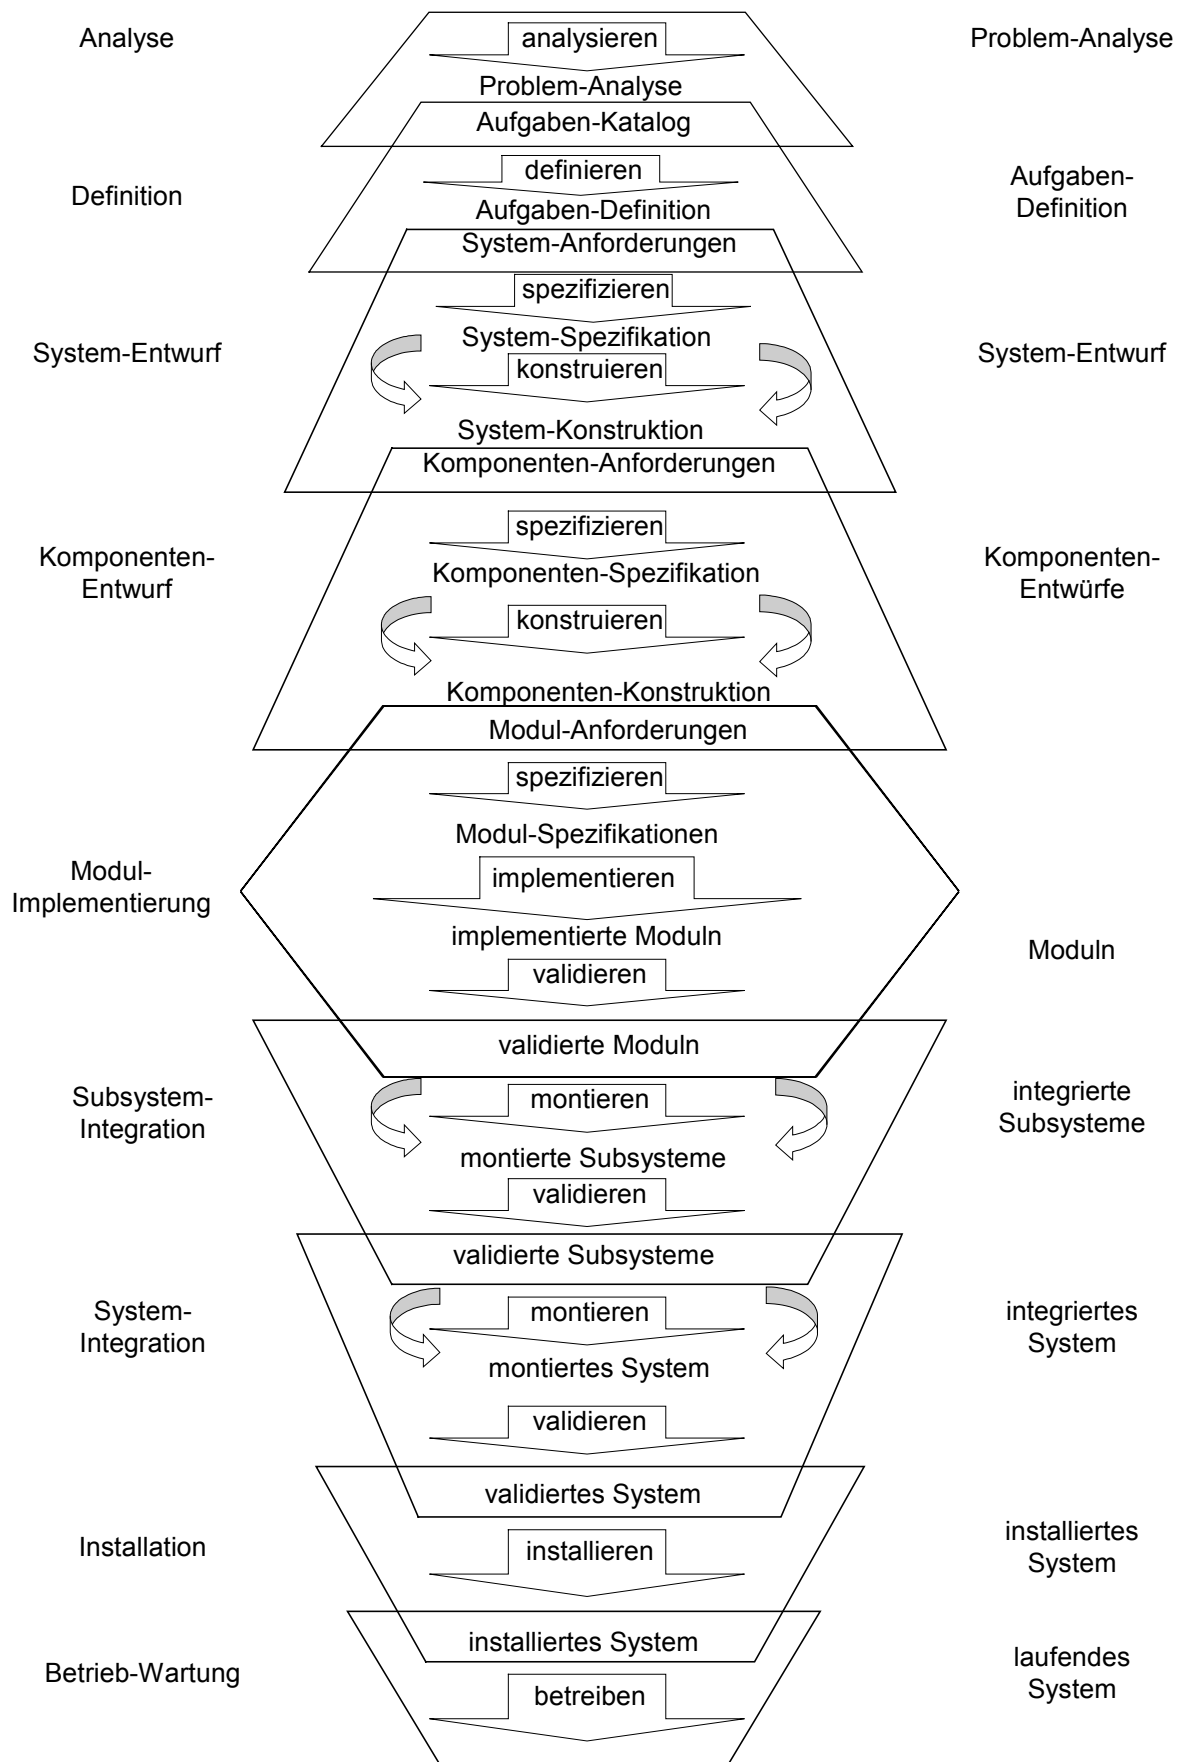 Analyse
analysieren
Problem-Analyse
Problem-Analyse
Aufgaben-Katalog
Definition
definieren
Aufgaben-
Definition
Aufgaben-Definition
System-Anforderungen
spezifizieren
System-Entwurf
System-Spezifikation
System-Entwurf
konstruieren
System-Konstruktion
Komponenten-Anforderungen
spezifizieren
Komponenten-
Entwurf
Komponenten-Spezifikation
Komponenten-
Entwürfe
konstruieren
Komponenten-Konstruktion
Modul-Anforderungen
spezifizieren
Modul-Spezifikationen
Modul-
Implementierung
implementieren
implementierte Moduln
Moduln
validieren
validierte Moduln
Subsystem-
Integration
montieren
integrierte
Subsysteme
montierte Subsysteme
validieren
validierte Subsysteme
System-
Integration
montieren
integriertes
System
montiertes System
validieren
validiertes System
Installation
installieren
installiertes
System
installiertes System
Betrieb-Wartung
laufendes
System
betreiben